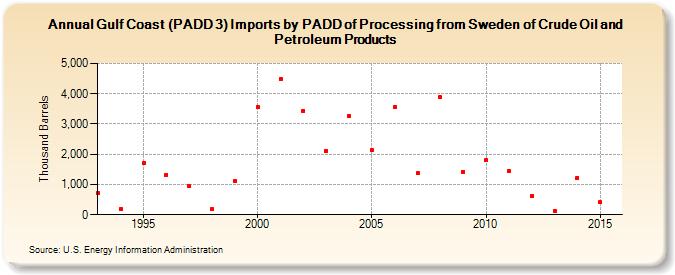 Annual Gulf Coast (PADD 3) Imports by PADD of Processing from Sweden of Crude Oil and
Petroleum Products
Thousand Barrels
5,000
4,000
3,000
2,000
1,000
0
1995 2000 2005 2010 2015
Source: U.S. Energy Information Administration